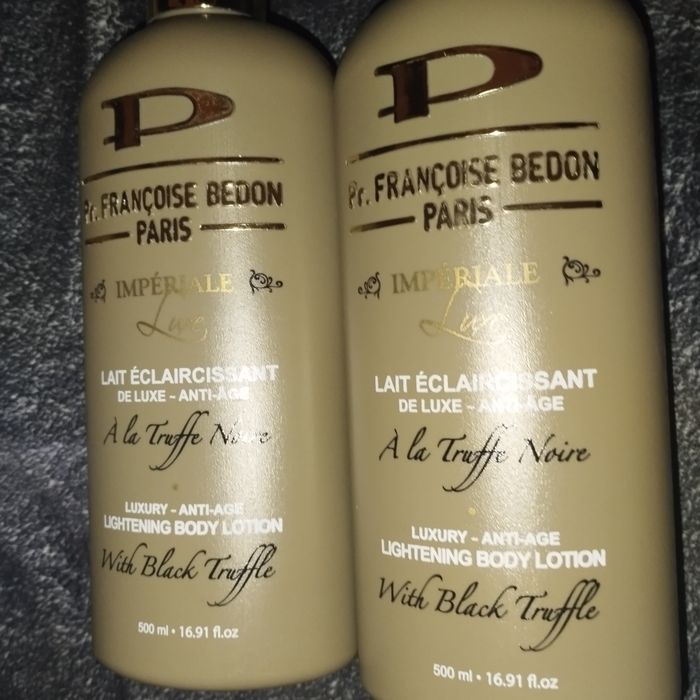 Pr. FRANÇOISE BEDON
PARIS
IMPÉRIALE
Luxe
LAIT ÉCLAIRCISSANT
DE LUXE - ANTI-ÂGE
À la Truffe Noire
LUXURY - ANTI-AGE
LIGHTENING BODY LOTION
With Black Truffle
500 ml • 16.91 fl.oz
Pr. FRANÇOISE BEDON
PARIS
IMPÉRIALE
Luxe
LAIT ÉCLAIRCISSANT
DE LUXE - ANTI-ÂGE
À la Truffe Noire
LUXURY - ANTI-AGE
LIGHTENING BODY LOTION
With Black Truffle
500 ml • 16.91 fl.oz